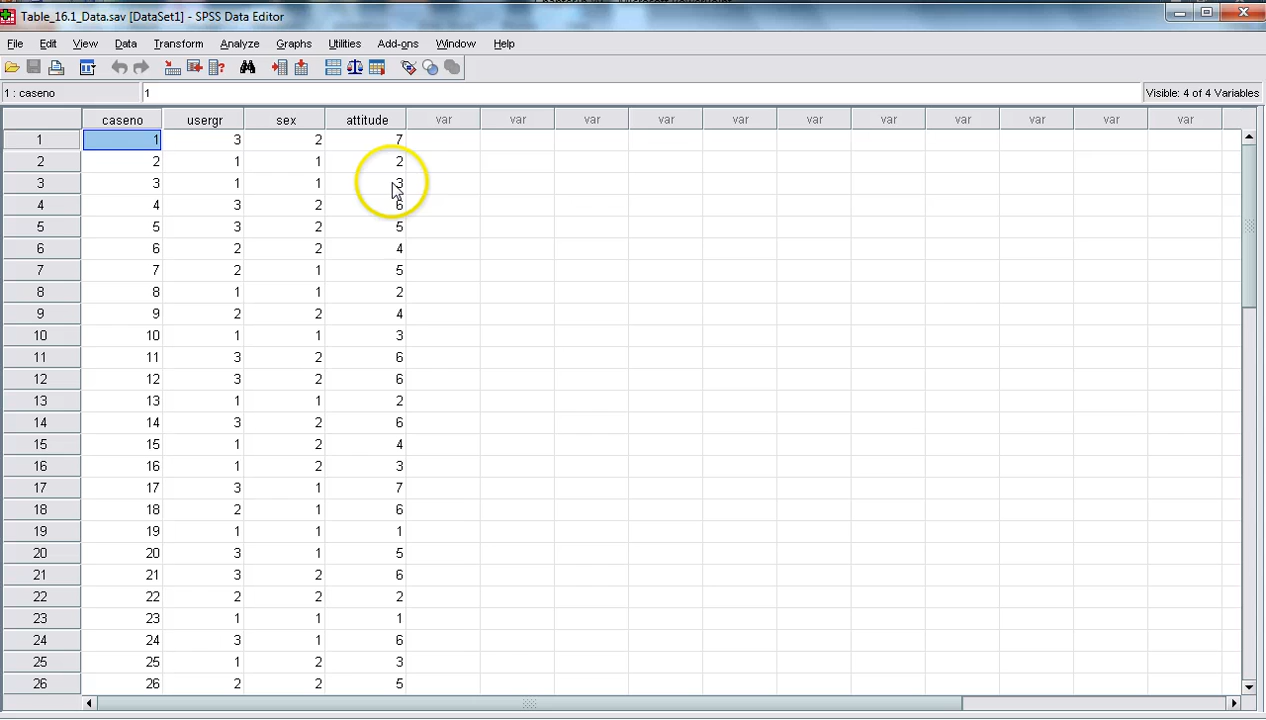 Table_16.1_Data.sav [DataSet1] - SPSS Data Editor
File Edit View Data Transform Analyze Graphs Utilities Add-ons Window Help
1 : caseno 1 Visible: 4 of 4 Variables
caseno usergr sex attitude var var var var var var var var var var var
1 1 3 2 7
2 2 1 1 2
3 3 1 1 3
4 4 3 2 6
5 5 3 2 5
6 6 2 2 4
7 7 2 1 5
8 8 1 1 2
9 9 2 2 4
10 10 1 1 3
11 11 3 2 6
12 12 3 2 6
13 13 1 1 2
14 14 3 2 6
15 15 1 2 4
16 16 1 2 3
17 17 3 1 7
18 18 2 1 6
19 19 1 1 1
20 20 3 1 5
21 21 3 2 6
22 22 2 2 2
23 23 1 1 1
24 24 3 1 6
25 25 1 2 3
26 26 2 2 5